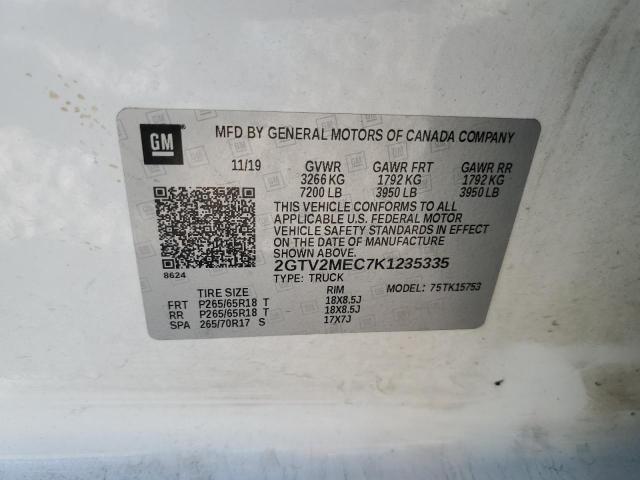 GM
MFD BY GENERAL MOTORS OF CANADA COMPANY
11/19 GVWR GAWR FRT GAWR RR
3266 KG 1792 KG 1792 KG
7200 LB 3950 LB 3950 LB
THIS VEHICLE CONFORMS TO ALL
APPLICABLE U.S. FEDERAL MOTOR
VEHICLE SAFETY STANDARDS IN
EFFECT ON THE DATE OF MANUFACTURE
SHOWN ABOVE.
8624
2GTV2MEC7K1235335
TYPE: TRUCK MODEL: 75TK15753
TIRE SIZE RIM
FRT P265/65R18 T 18X8.5J
RR P265/65R18 T 18X8.5J
SPA 265/70R17 S 17X7J